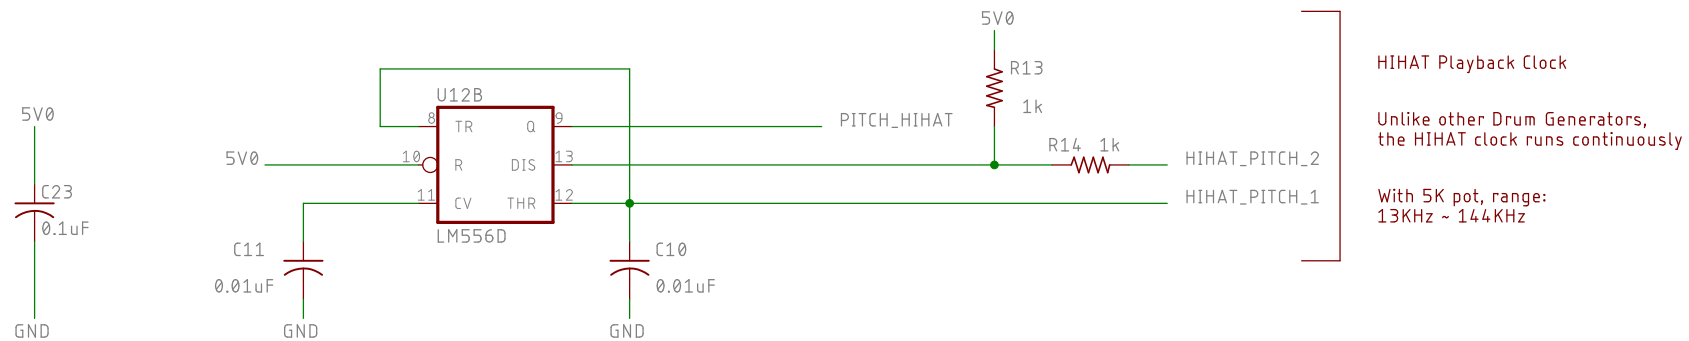 5V0
C23
0.1uF
GND
5V0
C11
0.01uF
GND
U12B
8 TR Q 9
10 R DIS 13
11 CV THR 12
LM556D
C10
0.01uF
GND
PITCH_HIHAT
5V0
R13
1k
R14 1k
HIHAT_PITCH_2
HIHAT_PITCH_1
HIHAT Playback Clock
Unlike other Drum Generators,
the HIHAT clock runs continuously
With 5K pot, range:
13KHz ~ 144KHz